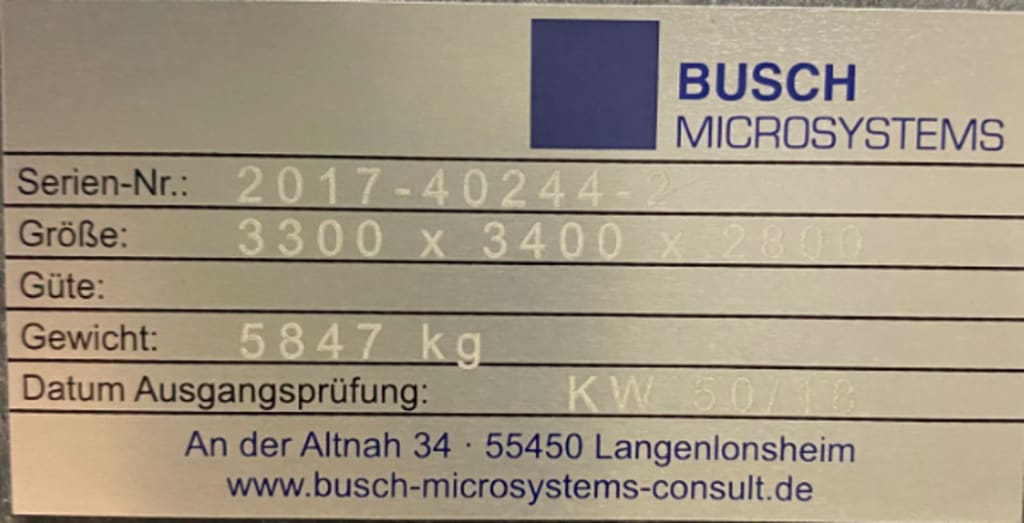 BUSCH
MICROSYSTEMS
Serien-Nr.: 2017-40244-2
Größe: 3300 x 3400 x 2800
Güte:
Gewicht: 5847 kg
Datum Ausgangsprüfung: KW 50/18
An der Altnah 34 · 55450 Langenlonsheim
www.busch-microsystems-consult.de